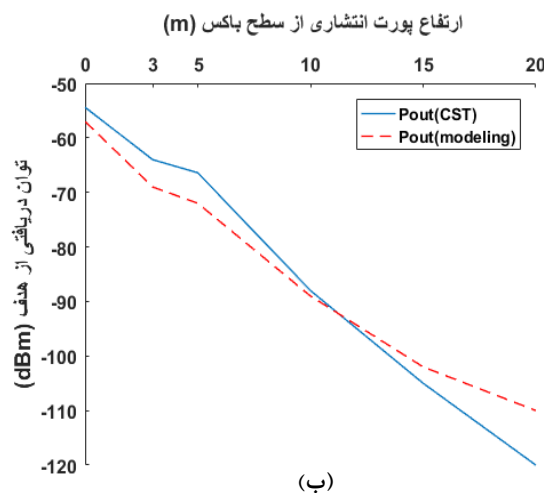 ارتفاع پورت انتشاری از سطح باکس (m)
0 3 5 10 15 20
-50
-60
-70
-80
-90
-100
-110
-120
توان دریافتی از هدف (dBm)
Pout(CST)
Pout(modeling)
(ب)